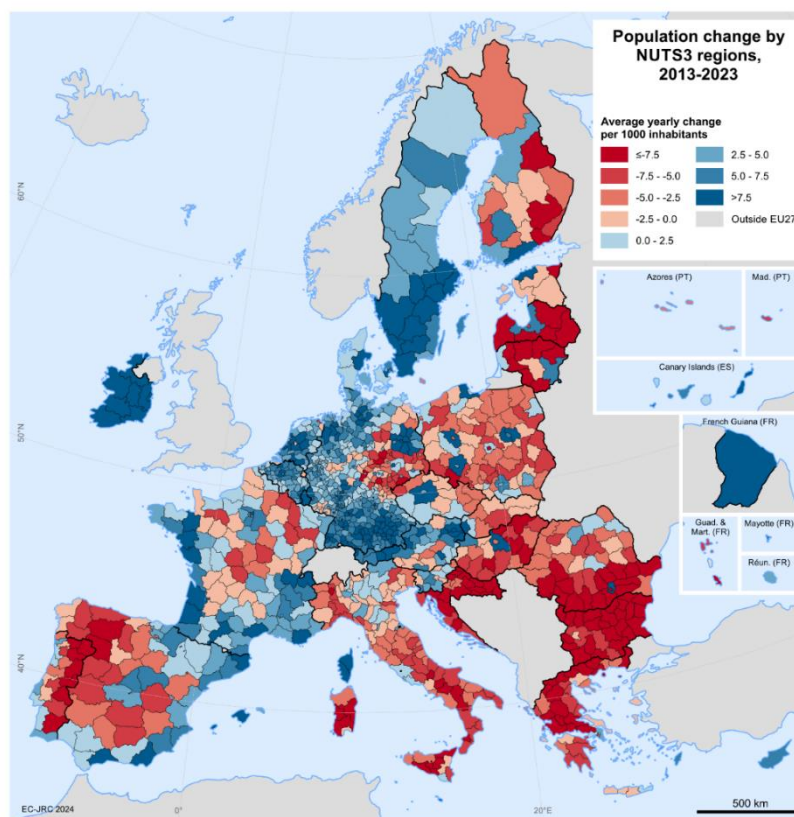 Population change by
NUTS3 regions,
2013-2023
Average yearly change
per 1000 inhabitants
≤-7.5
-7.5 - -5.0
-5.0 - -2.5
-2.5 - 0.0
0.0 - 2.5
2.5 - 5.0
5.0 - 7.5
>7.5
Outside EU27
60°N
50°N
40°N
Azores (PT)
Mad. (PT)
Canary Islands (ES)
French Guiana (FR)
Guad. &
Mart. (FR)
Mayotte (FR)
Réun. (FR)
EC-JRC 2024
0°
20°E
500 km